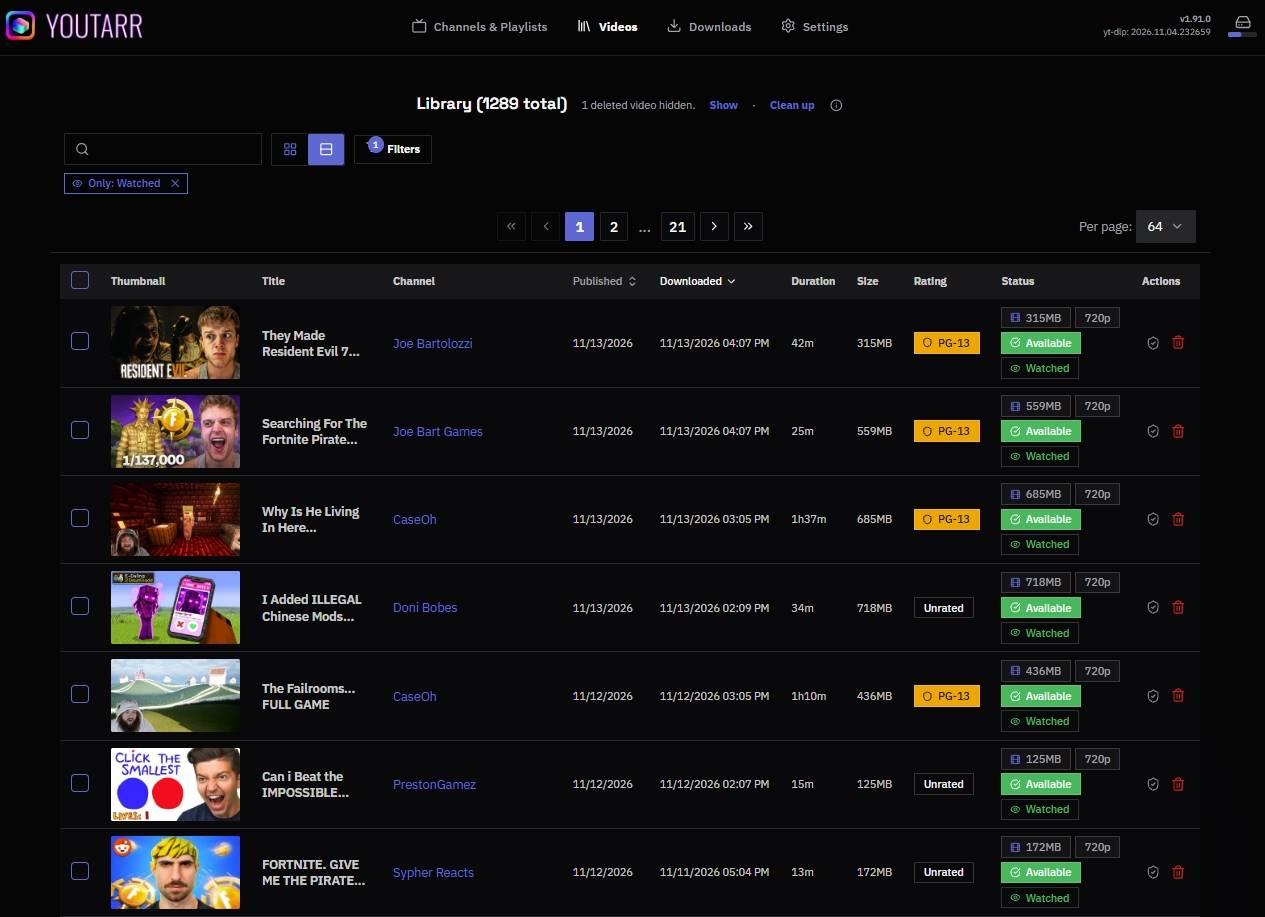 YOUTARR
Channels & Playlists
Videos
Downloads
Settings
v1.91.0
yt-dlp: 2026.11.04.232659
Library (1289 total) 1 deleted video hidden. Show · Clean up
1 Filters
Only: Watched
« ‹ 1 2 ... 21 › »
Per page: 64
Thumbnail Title Channel Published Downloaded Duration Size Rating Status Actions
RESIDENT EVIL
They Made
Resident Evil 7...
Joe Bartolozzi
11/13/2026 11/13/2026 04:07 PM 42m 315MB PG-13
315MB 720p
Available
Watched
1/137,000
Searching For The
Fortnite Pirate...
Joe Bart Games
11/13/2026 11/13/2026 04:07 PM 25m 559MB PG-13
559MB 720p
Available
Watched
Why Is He Living
In Here...
CaseOh
11/13/2026 11/13/2026 03:05 PM 1h37m 685MB PG-13
685MB 720p
Available
Watched
I Added ILLEGAL
Chinese Mods...
Doni Bobes
11/13/2026 11/13/2026 02:09 PM 34m 718MB Unrated
718MB 720p
Available
Watched
The Failrooms...
FULL GAME
CaseOh
11/12/2026 11/12/2026 03:05 PM 1h10m 436MB PG-13
436MB 720p
Available
Watched
CLICK THE
SMALLEST
LIVES: 1
Can i Beat the
IMPOSSIBLE...
PrestonGamez
11/12/2026 11/12/2026 02:07 PM 15m 125MB Unrated
125MB 720p
Available
Watched
FORTNITE. GIVE
ME THE PIRATE...
Sypher Reacts
11/12/2026 11/11/2026 05:04 PM 13m 172MB Unrated
172MB 720p
Available
Watched